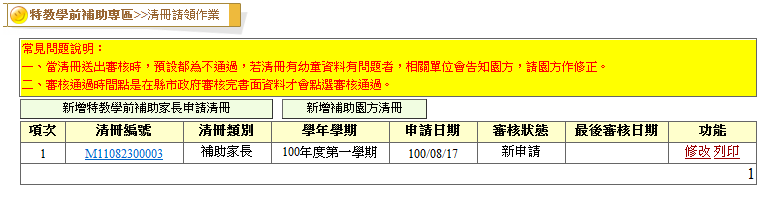 特教學前補助專區>>清冊請領作業
常見問題說明：
一、當清冊送出審核時，預設都為不通過，若清冊有幼童資料有問題者，相關單位會告知園方，請園方作修正。
二、審核通過時間點是在縣市政府審核完書面資料才會點選審核通過。
新增特教學前補助家長申請清冊 新增補助園方清冊
項次 清冊編號 清冊類別 學年學期 申請日期 審核狀態 最後審核日期 功能
1 M11082300003 補助家長 100年度第一學期 100/08/17 新申請 修改 列印
1